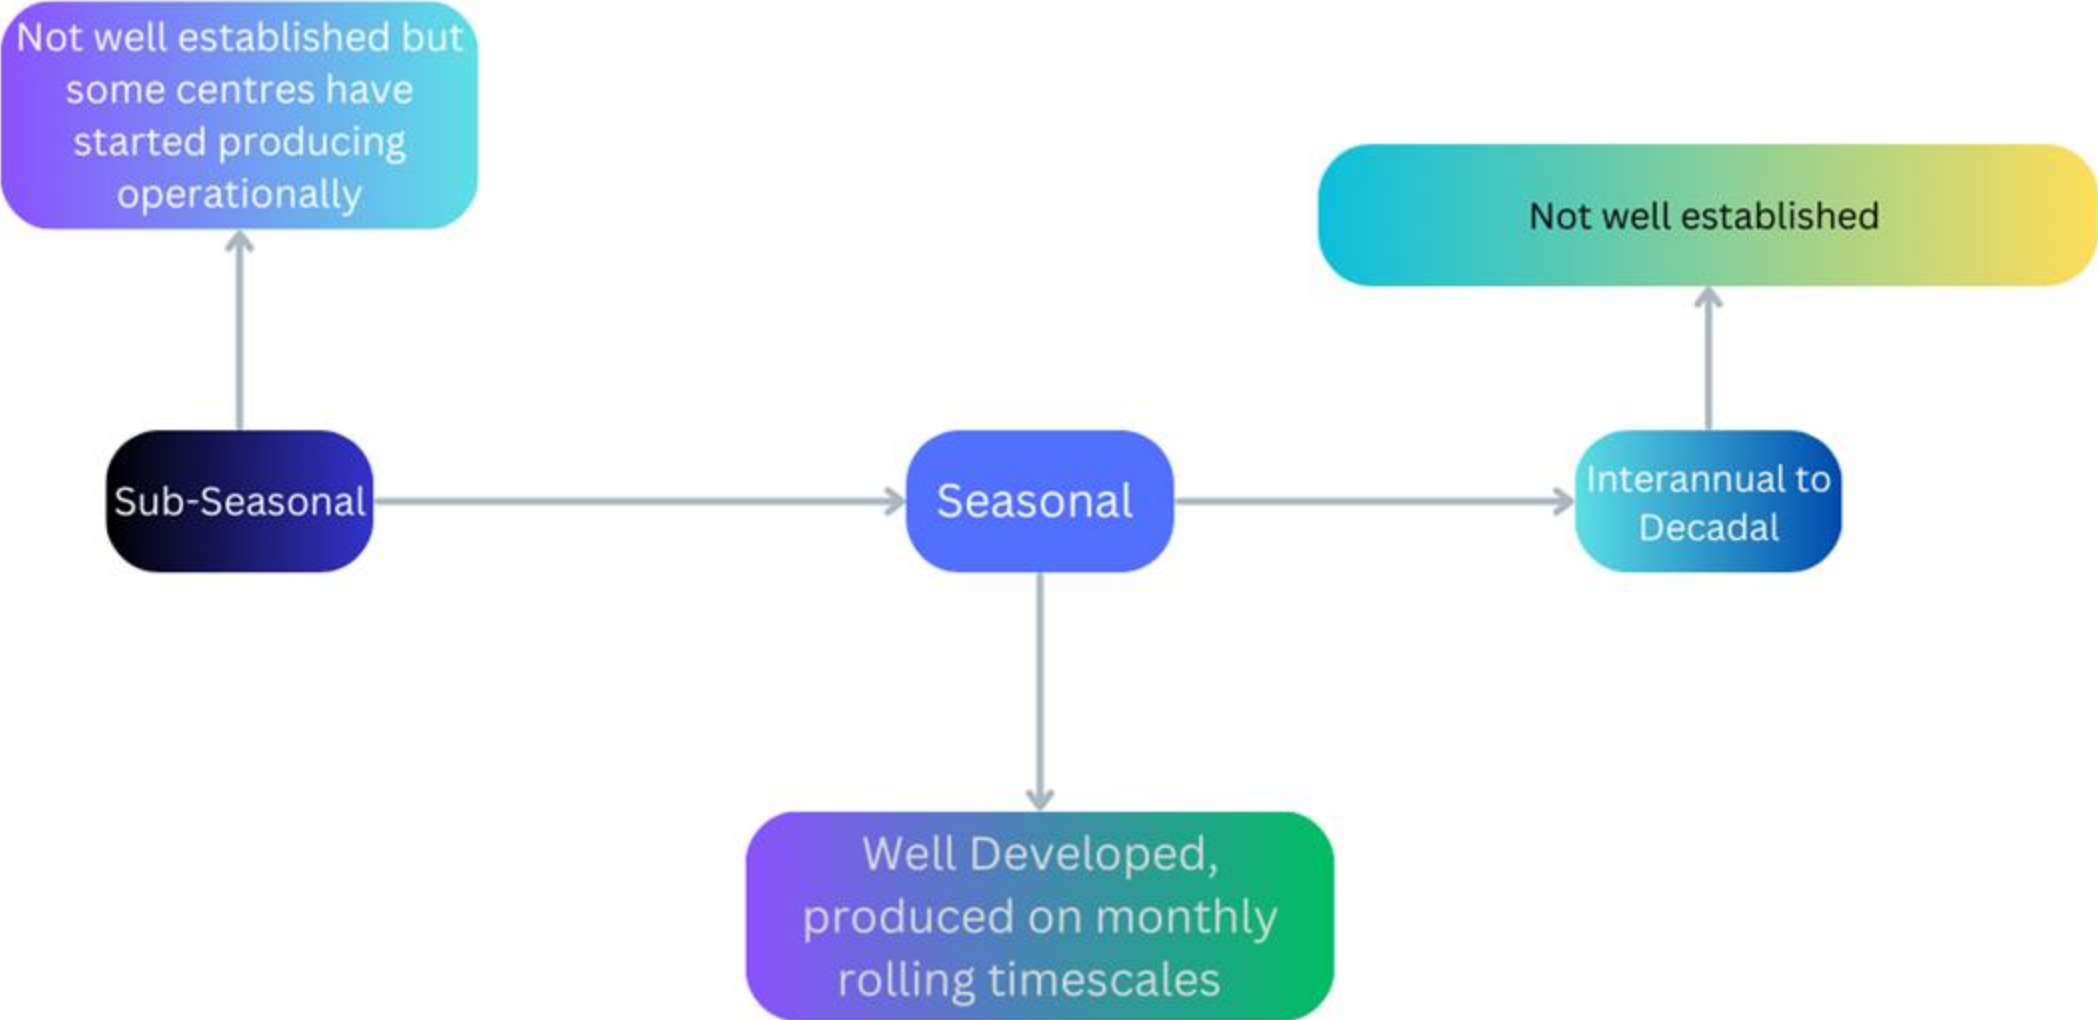 Not well established but
some centres have
started producing
operationally
Not well established
Sub-Seasonal
Seasonal
Interannual to
Decadal
Well Developed,
produced on monthly
rolling timescales